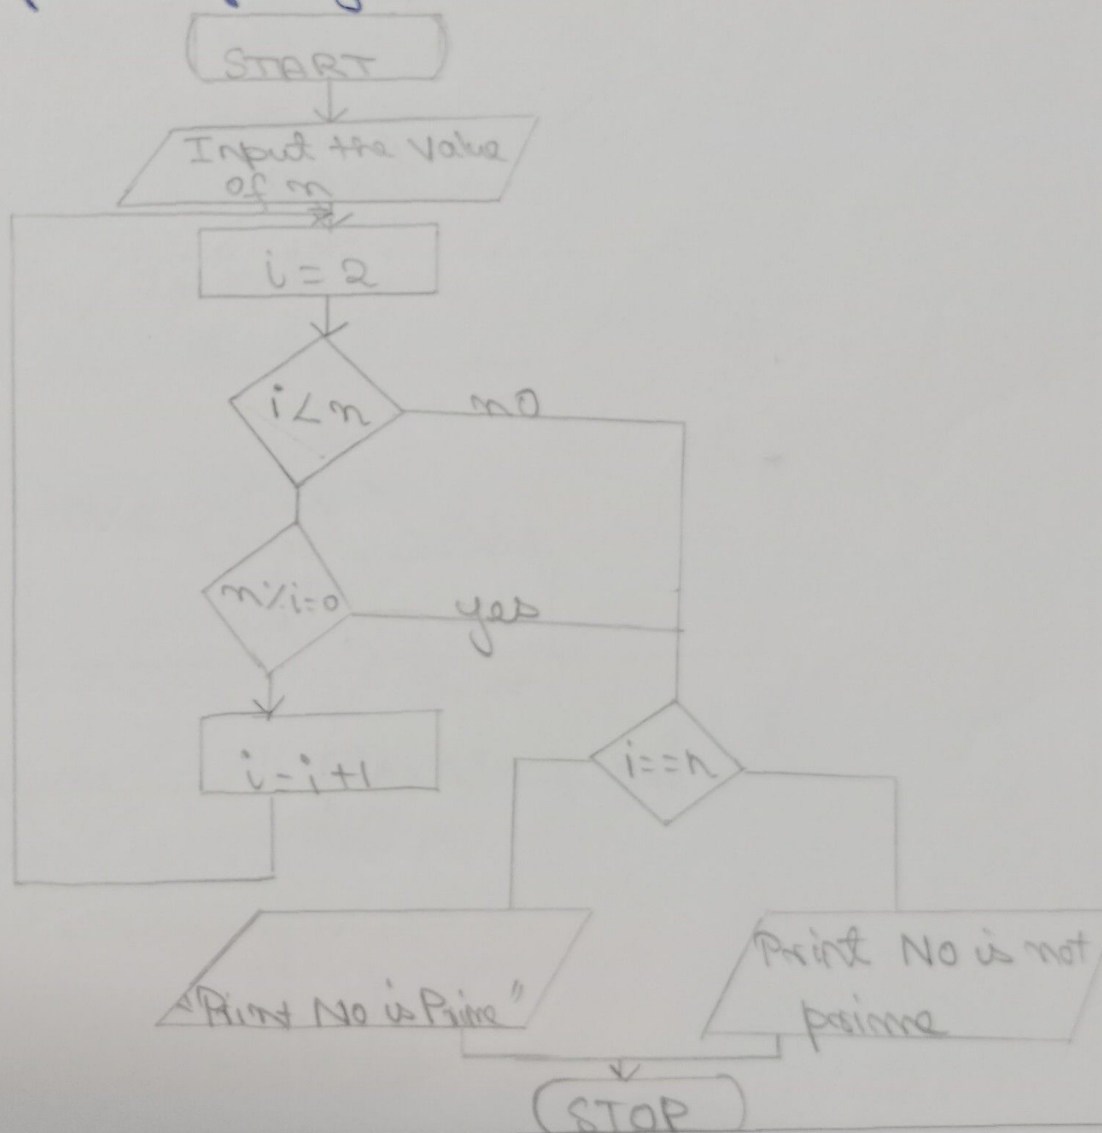 START
Input the value
of n
i = 2
i < n
no
n%i=0
yes
i=i+1
i==n
"Print No is Prime"
Print No is not
prime
STOP